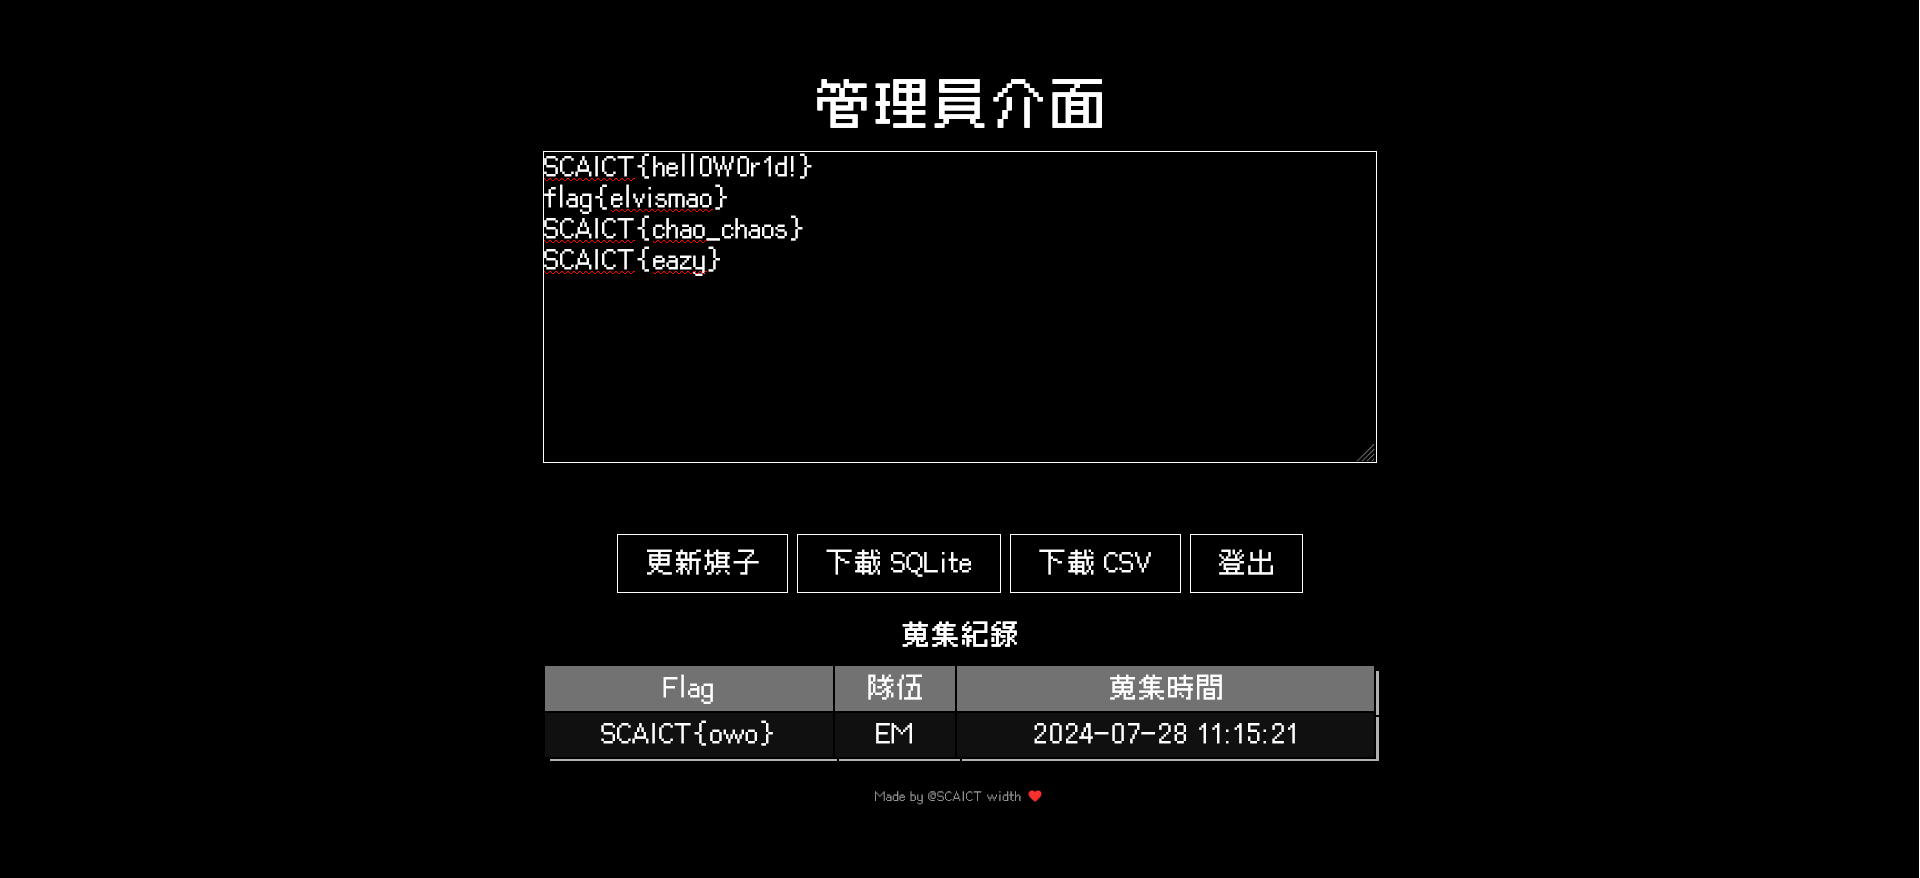 管理員介面
SCAICT{hell0W0r1d!}
flag{elvismao}
SCAICT{chao_chaos}
SCAICT{eazy}
更新旗子 下載 SQLite 下載 CSV 登出
蒐集紀錄
Flag 隊伍 蒐集時間
SCAICT{owo} EM 2024-07-28 11:15:21
Made by @SCAICT width ❤️